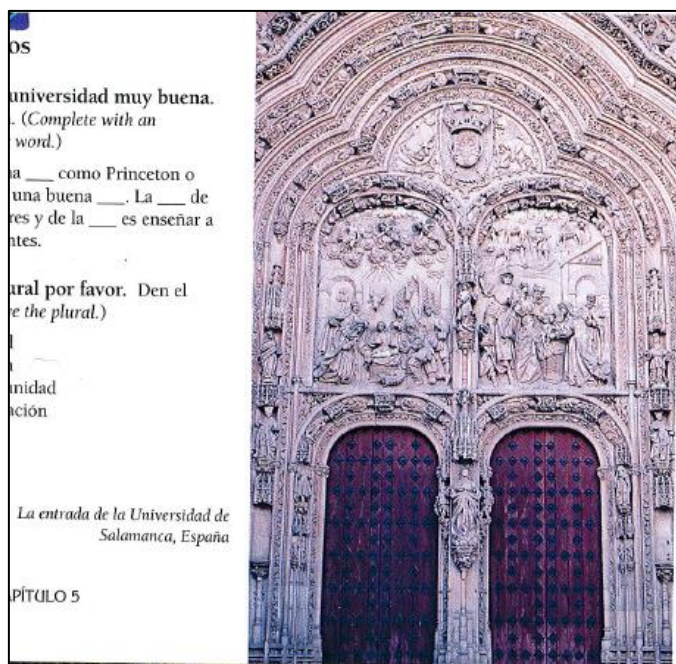 os
universidad muy buena.
. (Complete with an
word.)
na ___ como Princeton o
una buena ___. La ___ de
res y de la ___ es enseñar a
ntes.
ural por favor. Den el
the plural.)
nidad
ación
La entrada de la Universidad de
Salamanca, España
PÍTULO 5